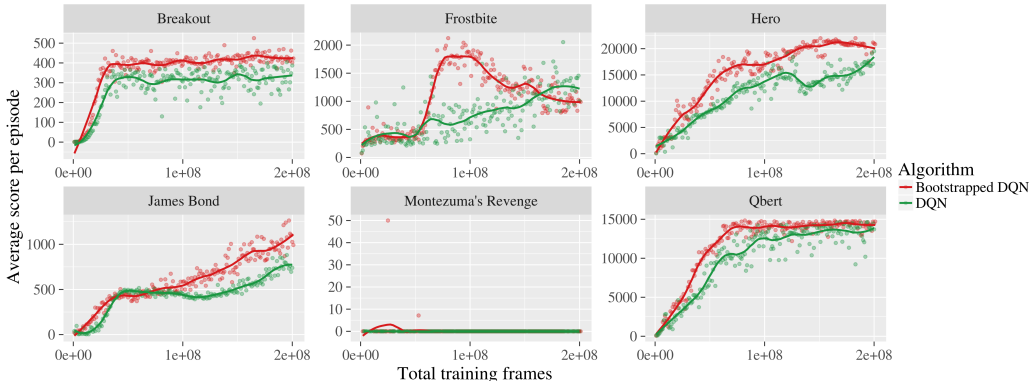 Breakout
Frostbite
Hero
500
400
300
200
100
0
2000
1500
1000
500
0
20000
15000
10000
5000
0
0e+00 1e+08 2e+08
0e+00 1e+08 2e+08
0e+00 1e+08 2e+08
James Bond
Montezuma's Revenge
Qbert
1000
500
0
50
40
30
20
10
0
15000
10000
5000
0
0e+00 1e+08 2e+08
0e+00 1e+08 2e+08
0e+00 1e+08 2e+08
Average score per episode
Total training frames
Algorithm
Bootstrapped DQN
DQN